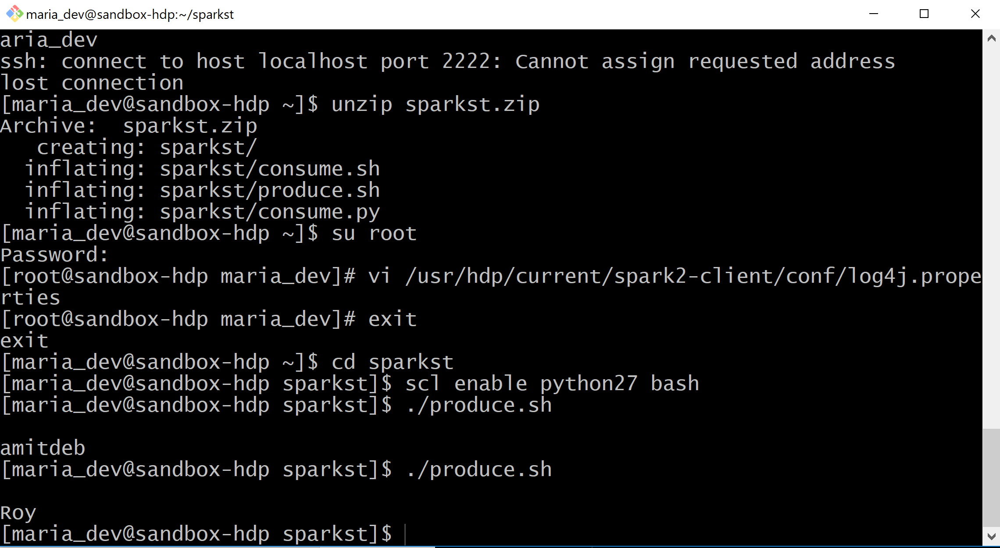 maria_dev@sandbox-hdp:~/sparkst
aria_dev
ssh: connect to host localhost port 2222: Cannot assign requested address
lost connection
[maria_dev@sandbox-hdp ~]$ unzip sparkst.zip
Archive:  sparkst.zip
   creating: sparkst/
  inflating: sparkst/consume.sh
  inflating: sparkst/produce.sh
  inflating: sparkst/consume.py
[maria_dev@sandbox-hdp ~]$ su root
Password:
[root@sandbox-hdp maria_dev]# vi /usr/hdp/current/spark2-client/conf/log4j.prope
rties
[root@sandbox-hdp maria_dev]# exit
exit
[maria_dev@sandbox-hdp ~]$ cd sparkst
[maria_dev@sandbox-hdp sparkst]$ scl enable python27 bash
[maria_dev@sandbox-hdp sparkst]$ ./produce.sh
amitdeb
[maria_dev@sandbox-hdp sparkst]$ ./produce.sh
Roy
[maria_dev@sandbox-hdp sparkst]$